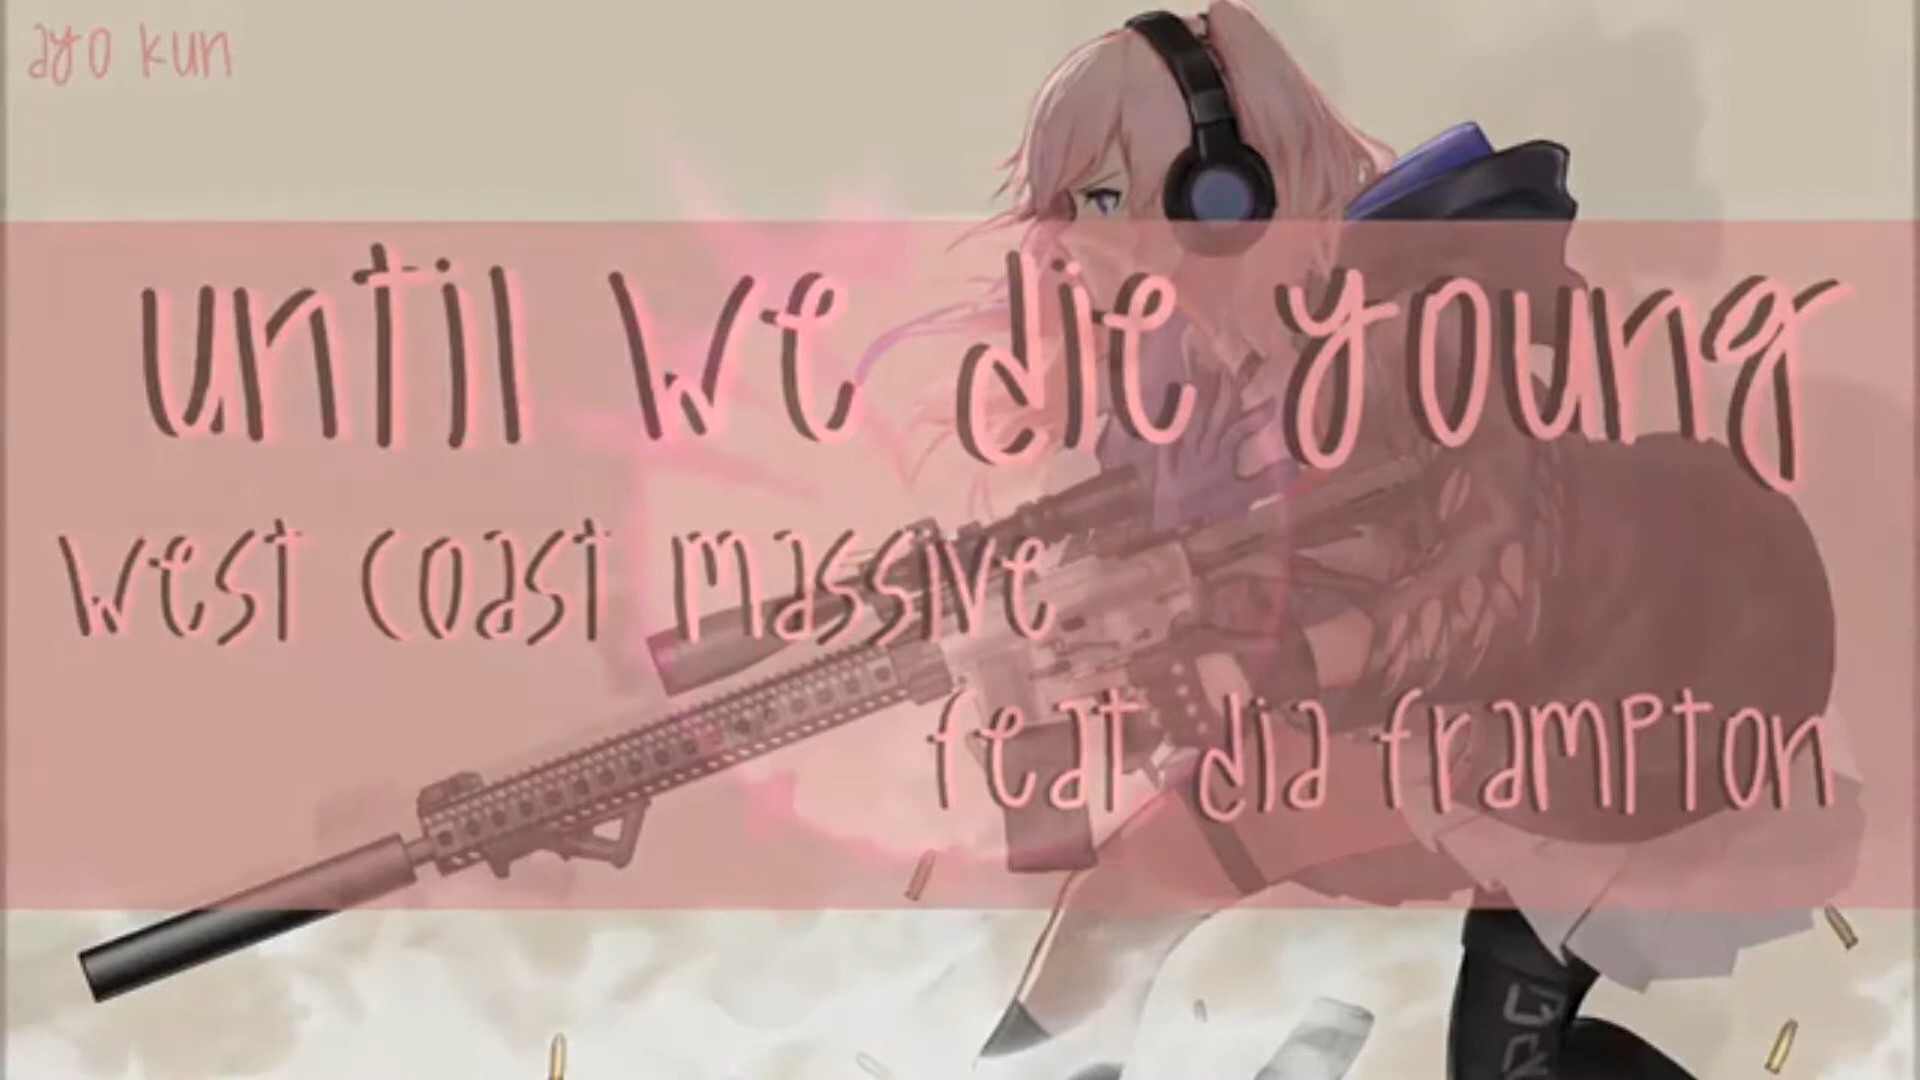 ayo kun
until we die young
west coast massive
feat dia frampton